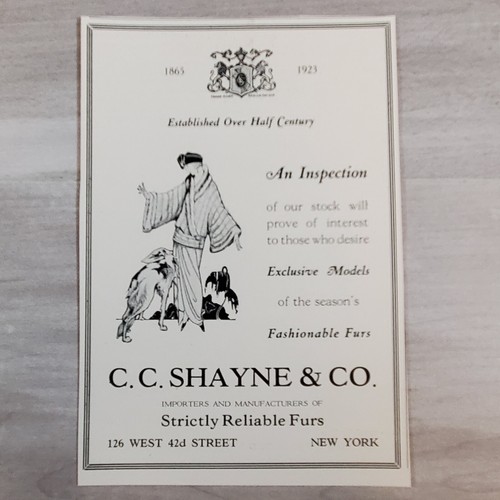 1865 1923
Established Over Half Century
An Inspection
of our stock will
prove of interest
to those who desire
Exclusive Models
of the season's
Fashionable Furs
C. C. SHAYNE & CO.
IMPORTERS AND MANUFACTURERS OF
Strictly Reliable Furs
126 WEST 42d STREET NEW YORK